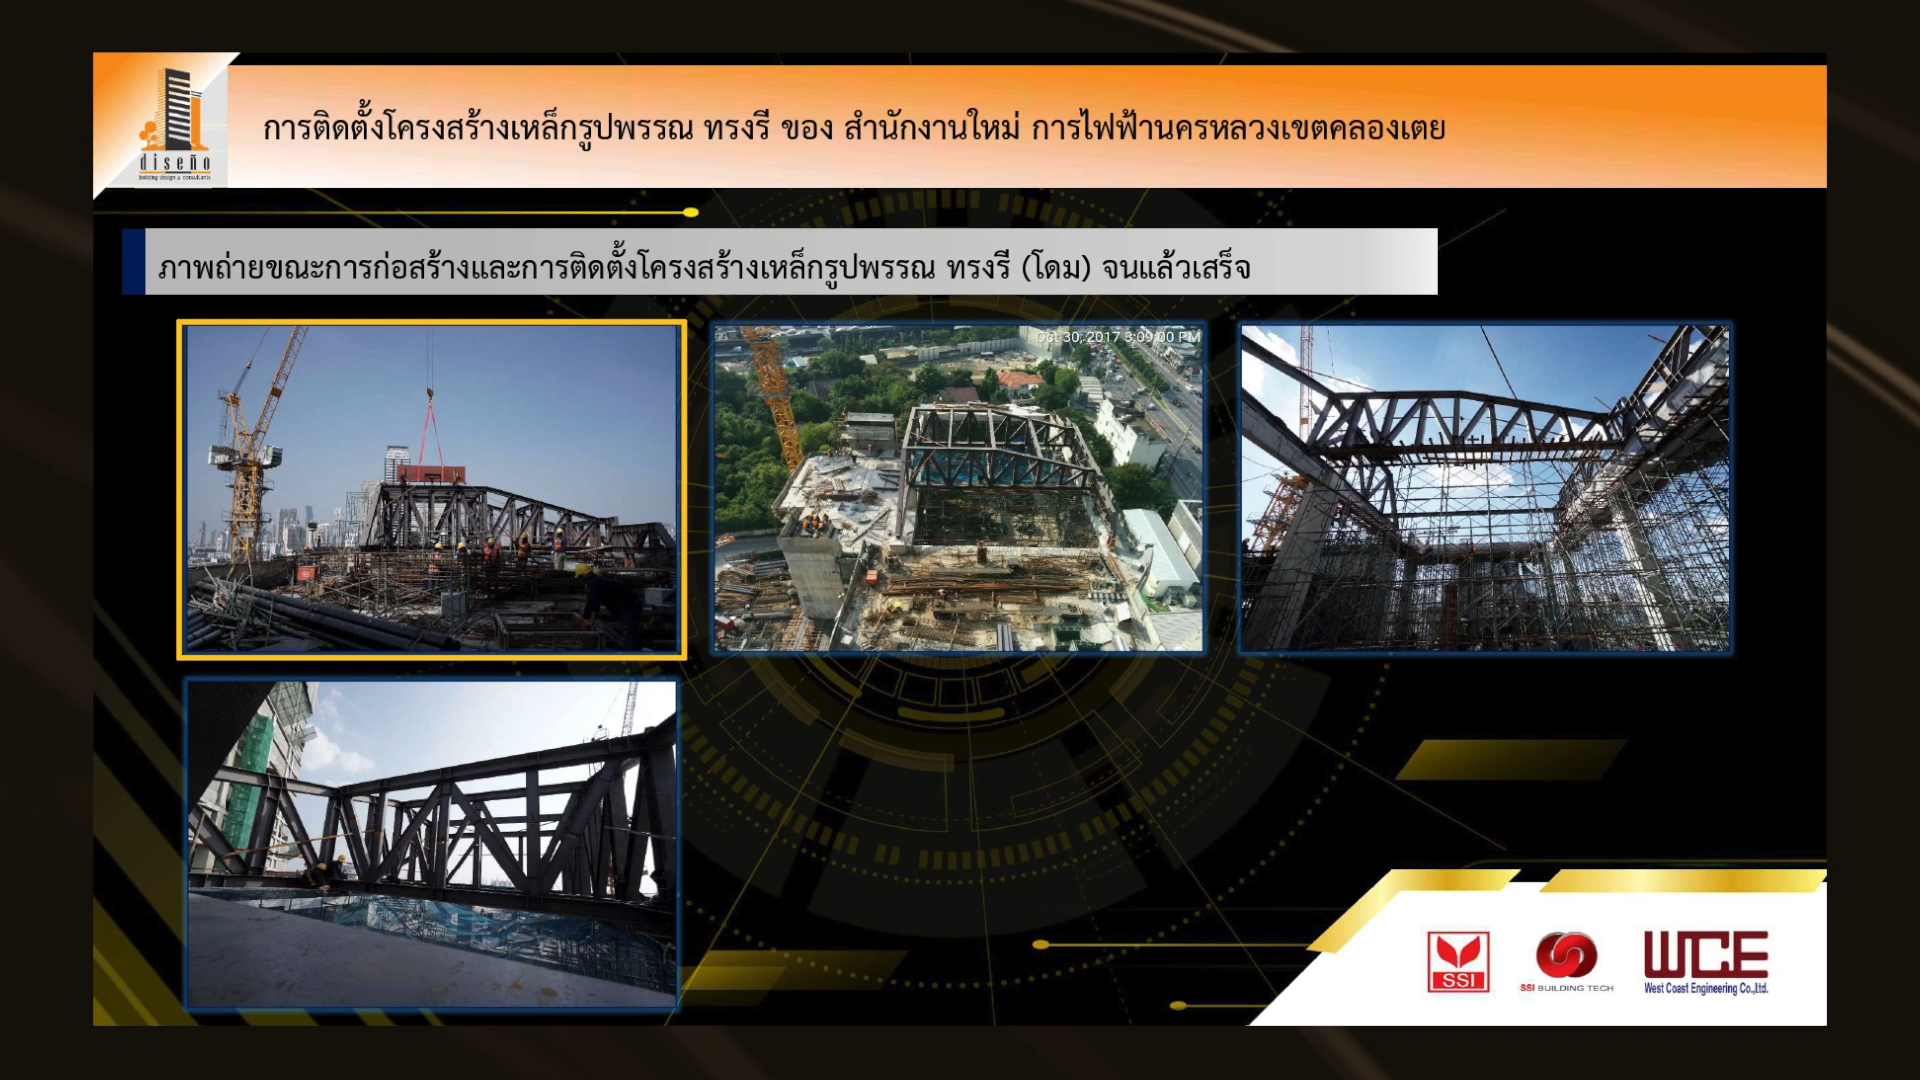 การติดตั้งโครงสร้างเหล็กรูปพรรณ ทรงรี ของ สำนักงานใหม่ การไฟฟ้านครหลวงเขตคลองเตย
diseño
building design & consultants
ภาพถ่ายขณะการก่อสร้างและการติดตั้งโครงสร้างเหล็กรูปพรรณ ทรงรี (โดม) จนแล้วเสร็จ
Oct 30, 2017 3:09:00 PM
SSI
SSI BUILDING TECH
WCE
West Coast Engineering Co.,ltd.